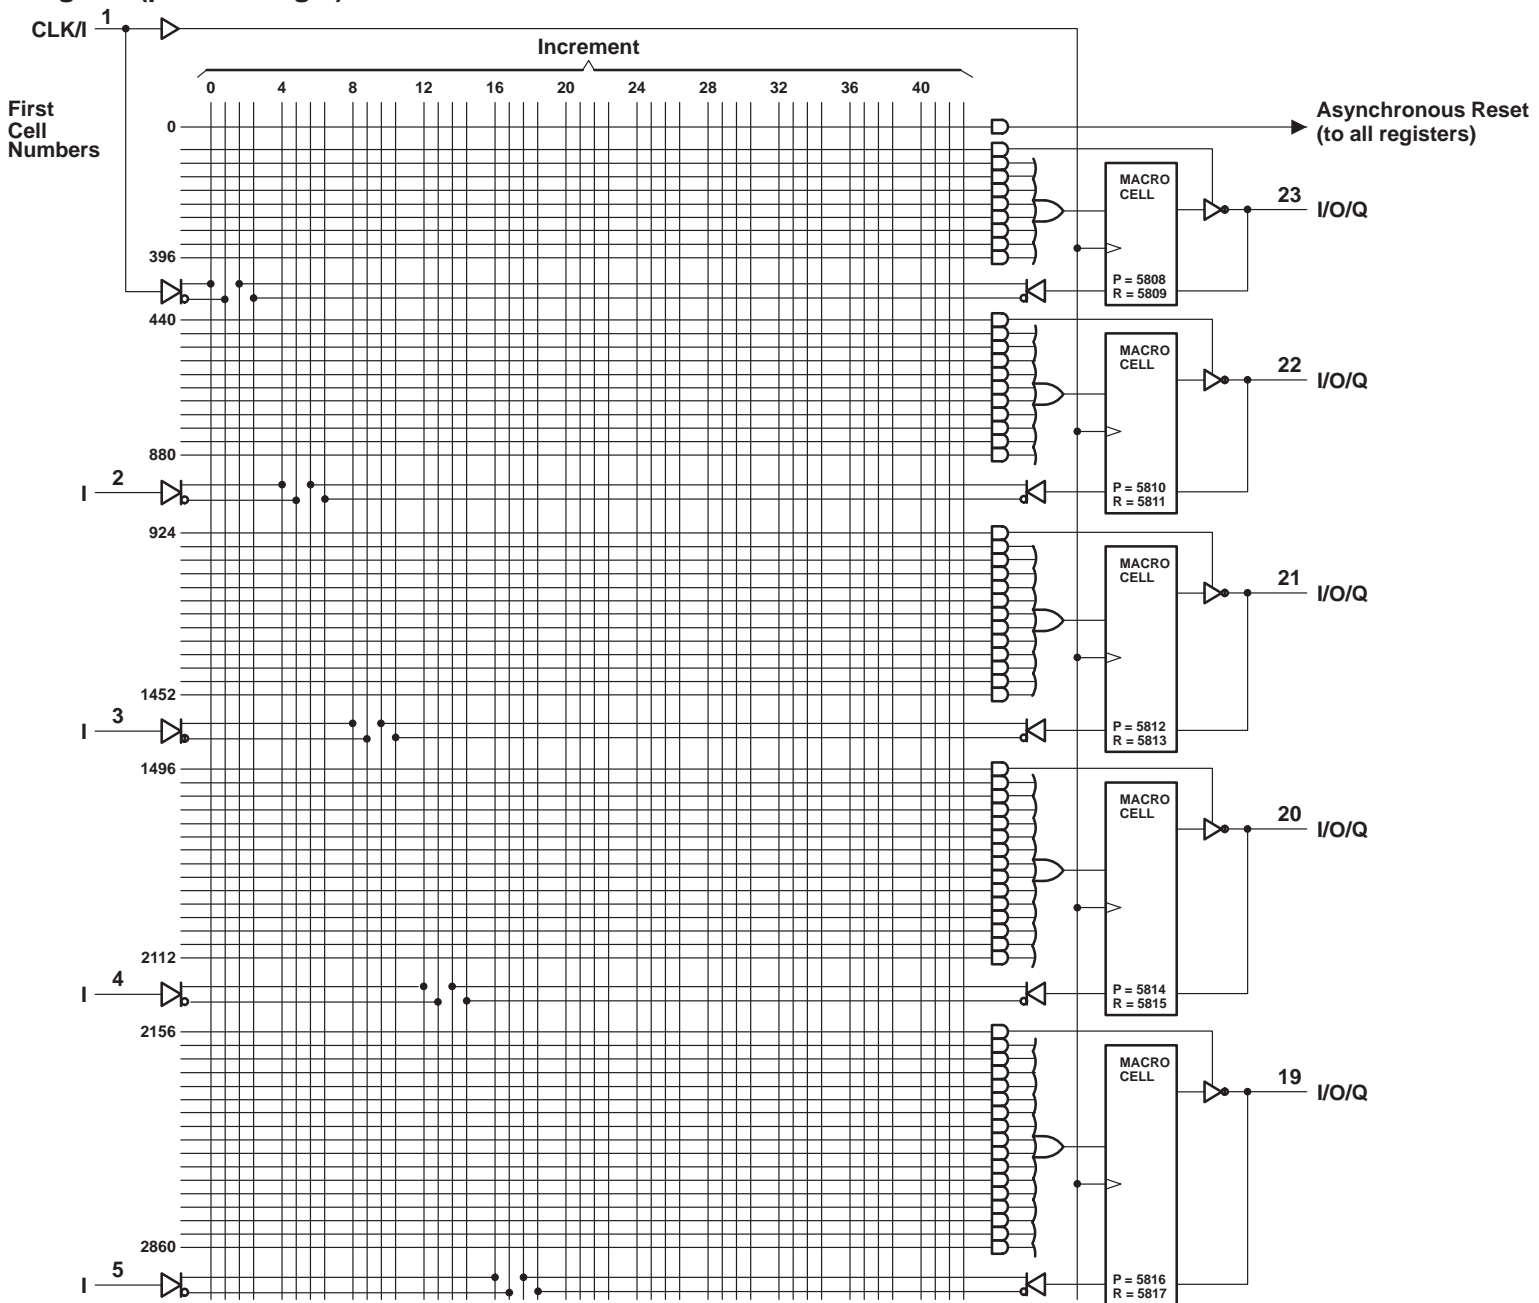 CLK/I 1
Increment
0 4 8 12 16 20 24 28 32 36 40
First
Cell
Numbers
0
Asynchronous Reset
(to all registers)
MACRO
CELL
23 I/O/Q
396
P = 5808
R = 5809
440
MACRO
CELL
22 I/O/Q
880
I 2
P = 5810
R = 5811
924
MACRO
CELL
21 I/O/Q
1452
I 3
P = 5812
R = 5813
1496
MACRO
CELL
20 I/O/Q
2112
I 4
P = 5814
R = 5815
2156
MACRO
CELL
19 I/O/Q
2860
I 5
P = 5816
R = 5817